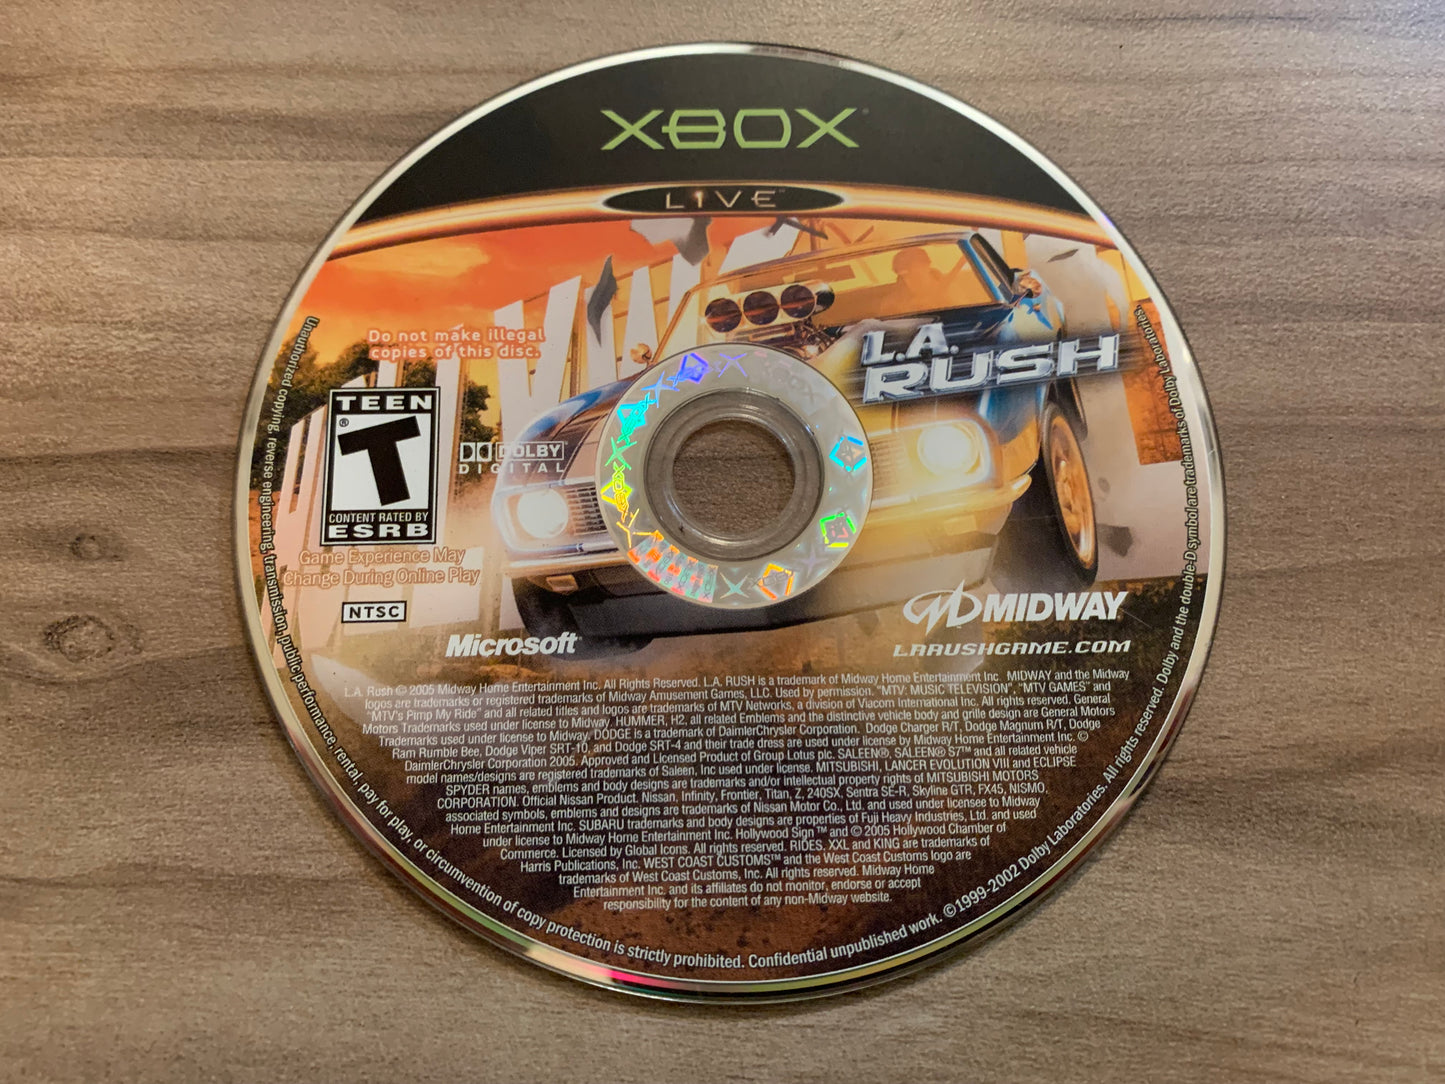 XBOX
LIVE™
Do not make illegal
copies of this disc.
L.A.
RUSH
TEEN
T
®
CONTENT RATED BY
ESRB
DOLBY
DIGITAL
Game Experience May
Change During Online Play
NTSC
Microsoft®
MIDWAY
LARUSHGAME.COM
L.A. Rush © 2005 Midway Home Entertainment Inc. All Rights Reserved. L.A. RUSH is a trademark of Midway Home Entertainment Inc. MIDWAY and the Midway
logos are trademarks or registered trademarks of Midway Amusement Games, LLC. Used by permission. "MTV: MUSIC TELEVISION", "MTV GAMES" and
"MTV's Pimp My Ride" and all related titles and logos are trademarks of MTV Networks, a division of Viacom International Inc. All rights reserved. General
Motors Trademarks used under license to Midway. HUMMER, H2, all related Emblems and the distinctive vehicle body and grille design are General Motors
Trademarks used under license to Midway. DODGE is a trademark of DaimlerChrysler Corporation. Dodge Charger R/T, Dodge Magnum R/T, Dodge
Ram Rumble Bee, Dodge Viper SRT-10, and Dodge SRT-4 and their trade dress are used under license by Midway Home Entertainment Inc. ©
DaimlerChrysler Corporation 2005. Approved and Licensed Product of Group Lotus plc. SALEEN®, SALEEN® S7™ and all related vehicle
model names/designs are registered trademarks of Saleen, Inc used under license. MITSUBISHI, LANCER EVOLUTION VIII and ECLIPSE
SPYDER names, emblems and body designs are trademarks and/or intellectual property rights of MITSUBISHI MOTORS
CORPORATION. Official Nissan Product. Nissan, Infinity, Frontier, Titan, Z, 240SX, Sentra SE-R, Skyline GTR, FX45, NISMO,
associated symbols, emblems and designs are trademarks of Nissan Motor Co., Ltd. and used under licensee to Midway
Home Entertainment Inc. SUBARU trademarks and body designs are properties of Fuji Heavy Industries, Ltd. and used
under license to Midway Home Entertainment Inc. Hollywood Sign™ and © 2005 Hollywood Chamber of
Commerce. Licensed by Global Icons. All rights reserved. RIDES, XXL and KING are trademarks of
Harris Publications, Inc. WEST COAST CUSTOMS™ and the West Coast Customs logo are
trademarks of West Coast Customs, Inc. All rights reserved. Midway Home
Entertainment Inc. and its affiliates do not monitor, endorse or accept
responsibility for the content of any non-Midway website.
Unauthorized copying, reverse engineering, transmission, public performance, rental, pay for play, or circumvention of copy protection is strictly prohibited. Confidential unpublished work. ©1999-2002 Dolby Laboratories. All rights reserved. Dolby and the double-D symbol are trademarks of Dolby Laboratories.